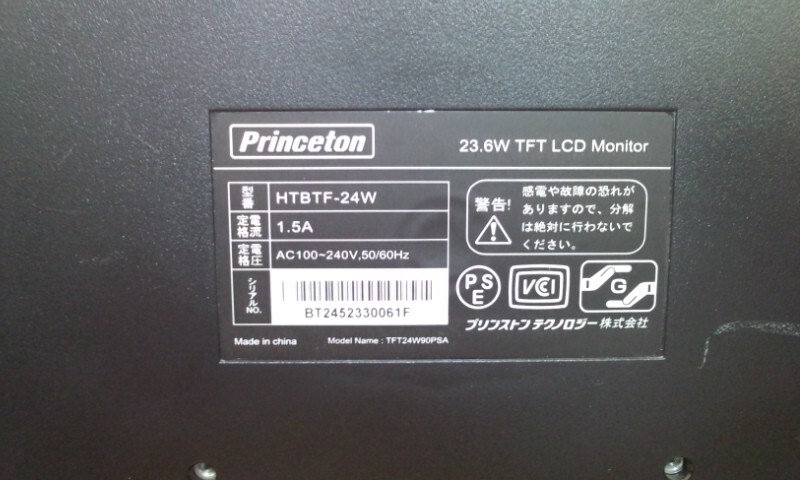 Princeton
23.6W TFT LCD Monitor
型番 HTBTF-24W
定格電流 1.5A
定格電圧 AC100~240V,50/60Hz
シリアルNO.
BT2452330061F
警告!
感電や故障の恐れが
ありますので、分解
は絶対に行わないで
ください。
PSE
VCCI
G
プリンストン テクノロジー株式会社
Made in china
Model Name : TFT24W90PSA